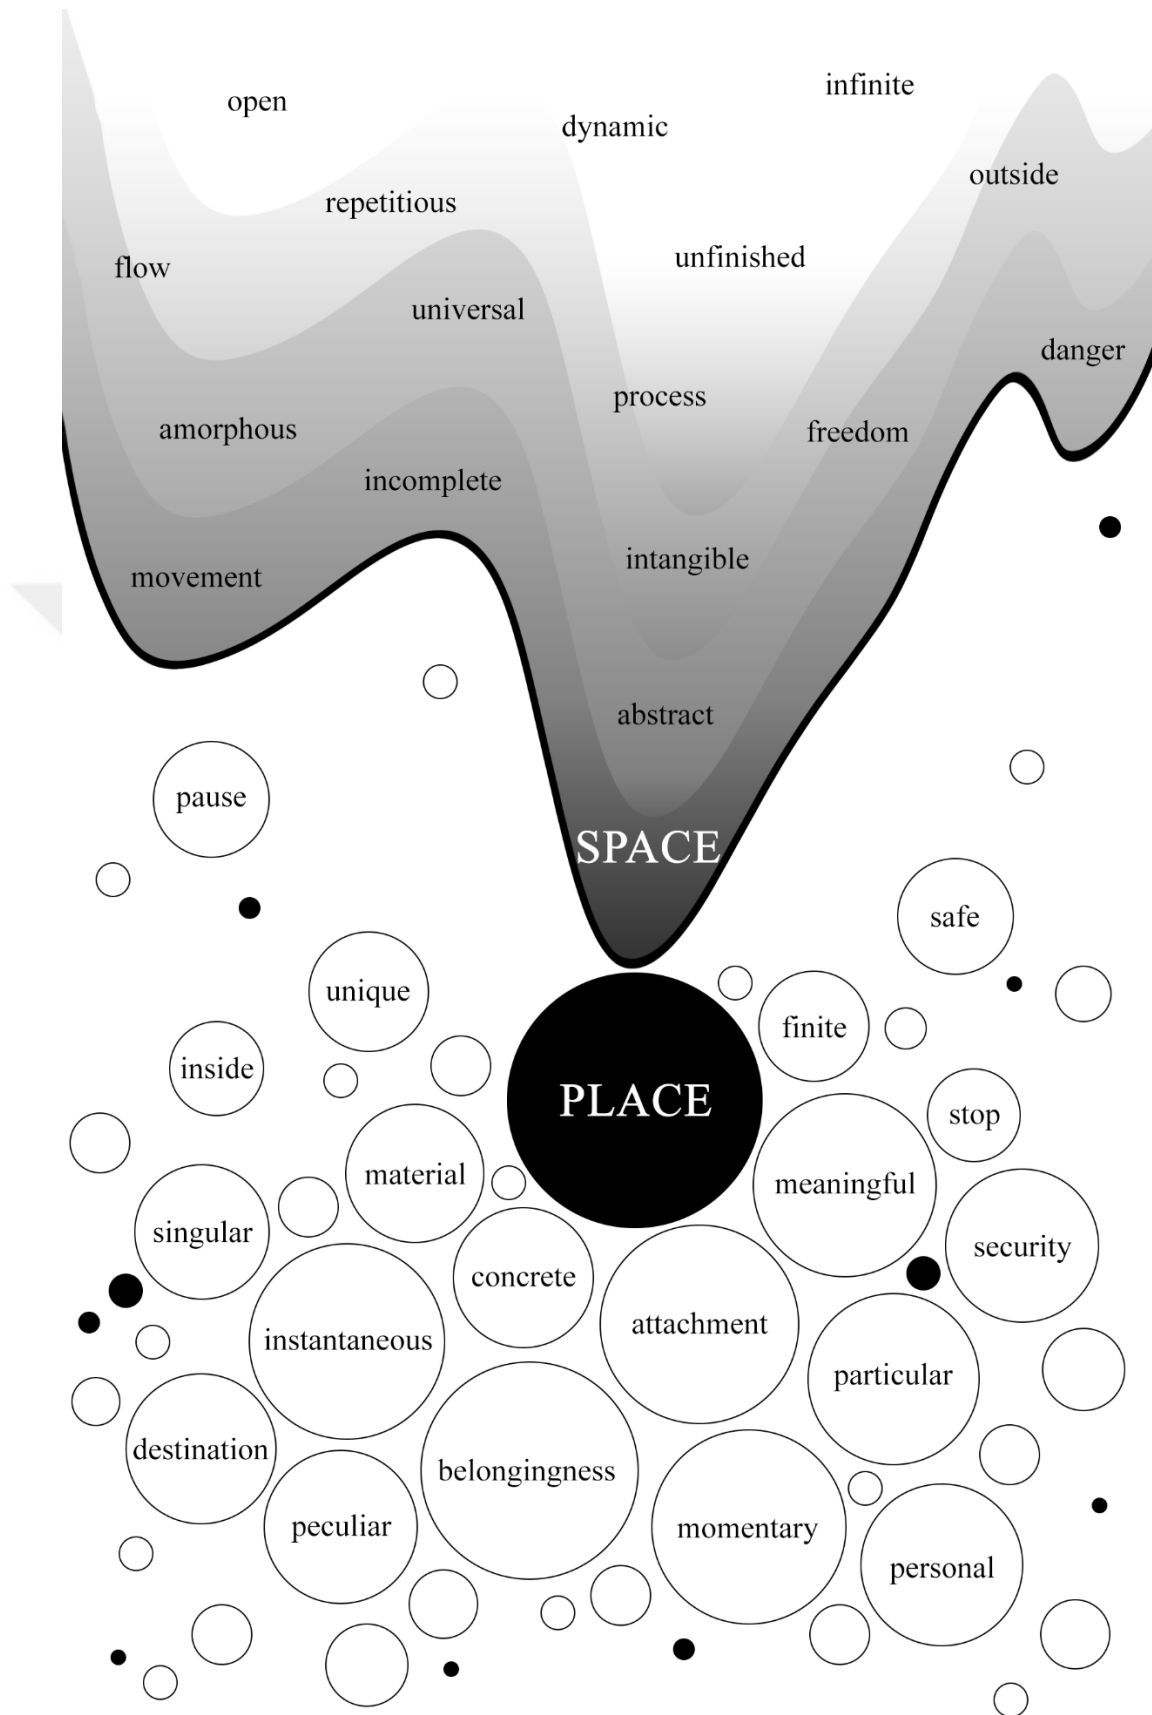 infinite
open
dynamic
outside
repetitious
unfinished
flow
universal
danger
process
amorphous
freedom
incomplete
intangible
movement
abstract
pause
SPACE
safe
unique
finite
inside
PLACE
stop
material
meaningful
singular
security
concrete
attachment
instantaneous
particular
destination
belongingness
peculiar
momentary
personal